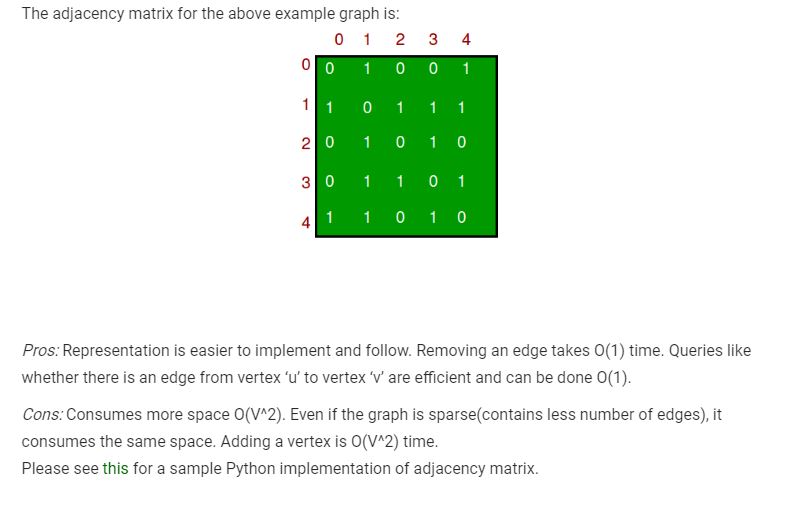 The adjacency matrix for the above example graph is:
0 1 2 3 4
0 0 1 0 0 1
1 1 0 1 1 1
2 0 1 0 1 0
3 0 1 1 0 1
4 1 1 0 1 0
Pros: Representation is easier to implement and follow. Removing an edge takes O(1) time. Queries like
whether there is an edge from vertex ‘u’ to vertex ‘v’ are efficient and can be done O(1).
Cons: Consumes more space O(V^2). Even if the graph is sparse(contains less number of edges), it
consumes the same space. Adding a vertex is O(V^2) time.
Please see this for a sample Python implementation of adjacency matrix.